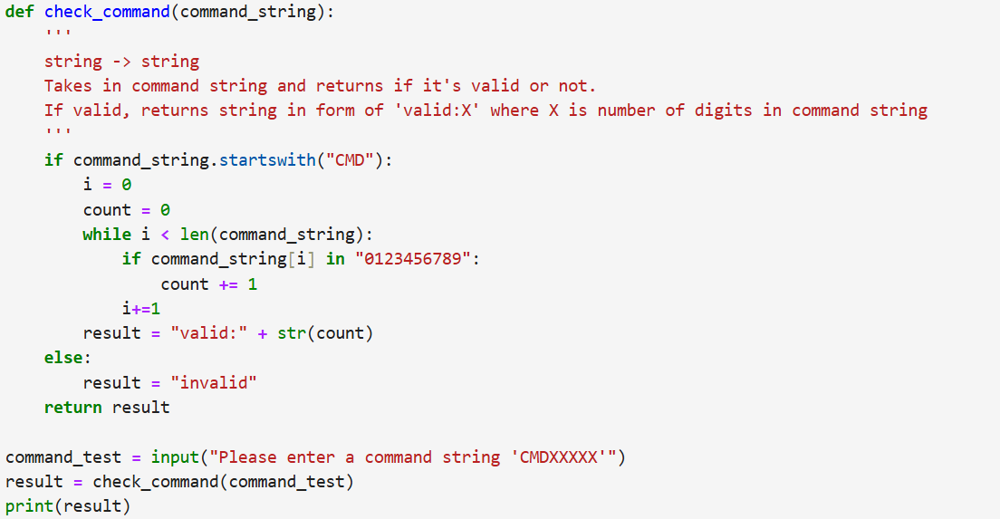 def check_command(command_string):
    '''
    string -> string
    Takes in command string and returns if it's valid or not.
    If valid, returns string in form of 'valid:X' where X is number of digits in command string
    '''
    if command_string.startswith("CMD"):
        i = 0
        count = 0
        while i < len(command_string):
            if command_string[i] in "0123456789":
                count += 1
            i+=1
        result = "valid:" + str(count)
    else:
        result = "invalid"
    return result

command_test = input("Please enter a command string 'CMDXXXXX'")
result = check_command(command_test)
print(result)